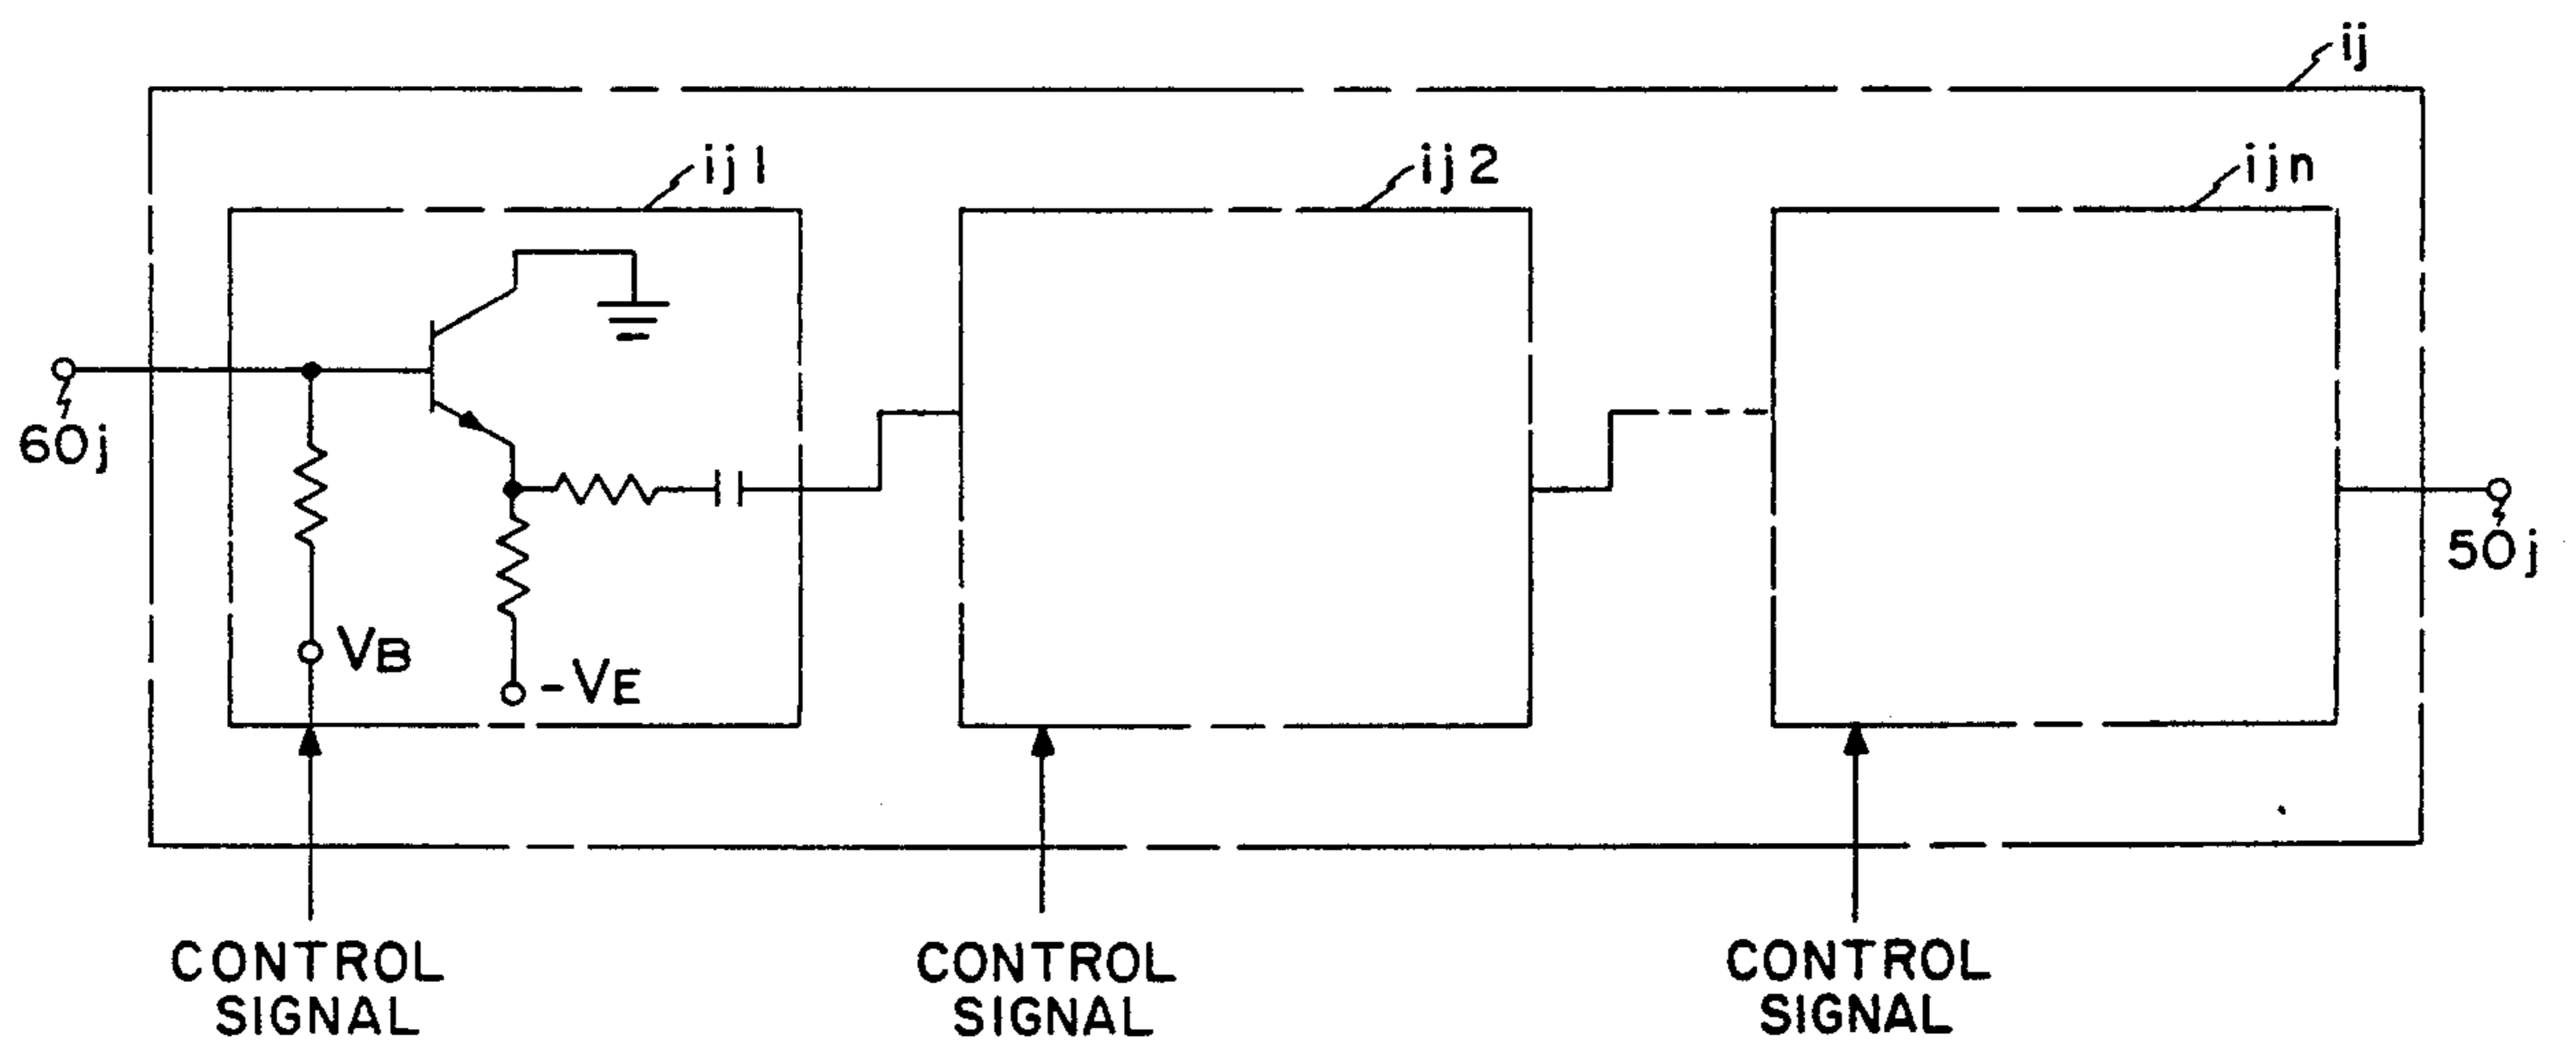 ij
ij1
ij2
ijn
60j
50j
VB
-VE
CONTROL
SIGNAL
CONTROL
SIGNAL
CONTROL
SIGNAL